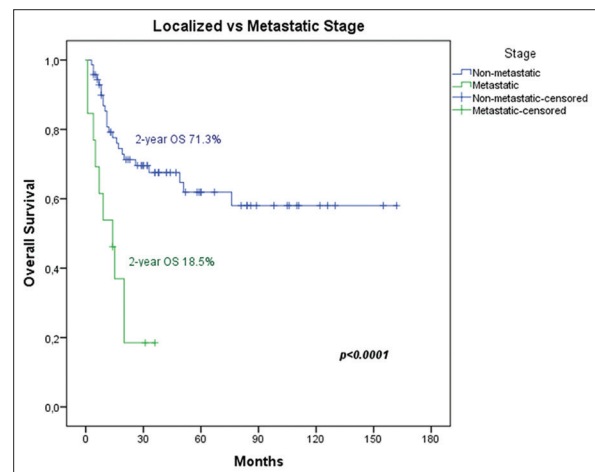 Localized vs Metastatic Stage
Stage
Non-metastatic
Metastatic
Non-metastatic-censored
Metastatic-censored
1,0
0,8
0,6
0,4
0,2
0,0
Overall Survival
2-year OS 71.3%
2-year OS 18.5%
p<0.0001
0 30 60 90 120 150 180
Months